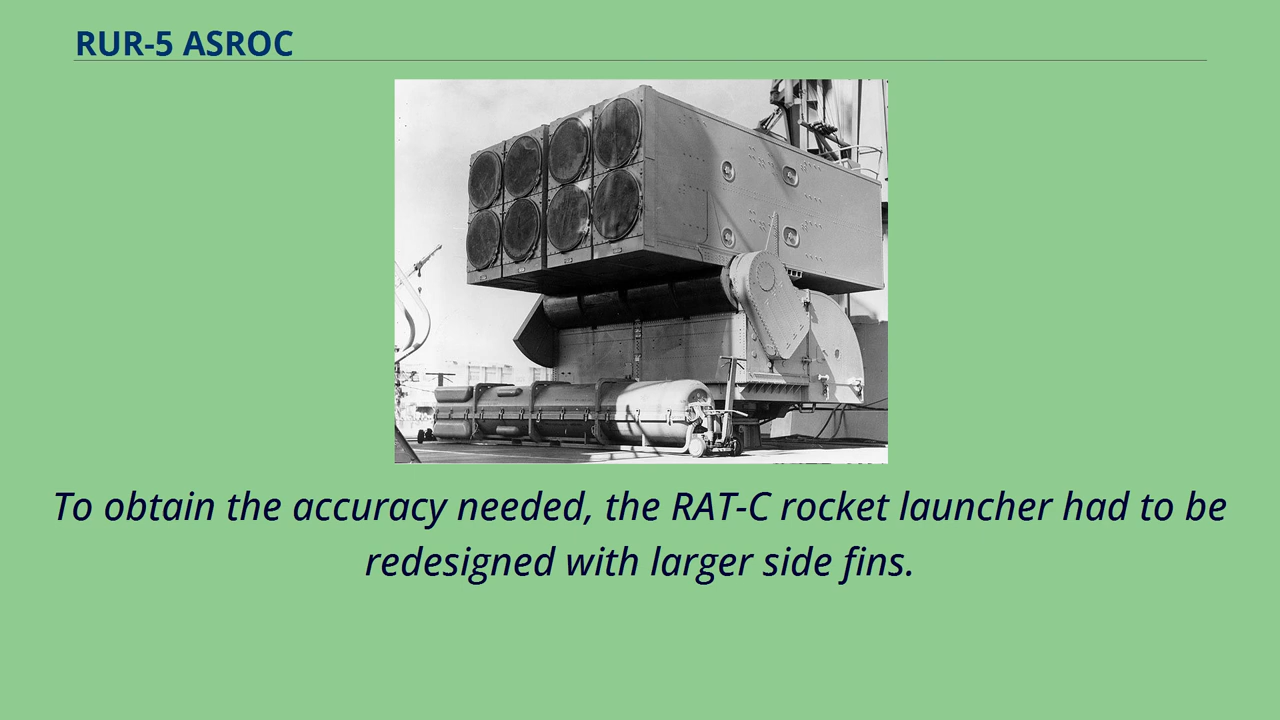 RUR-5 ASROC
To obtain the accuracy needed, the RAT-C rocket launcher had to be
redesigned with larger side fins.